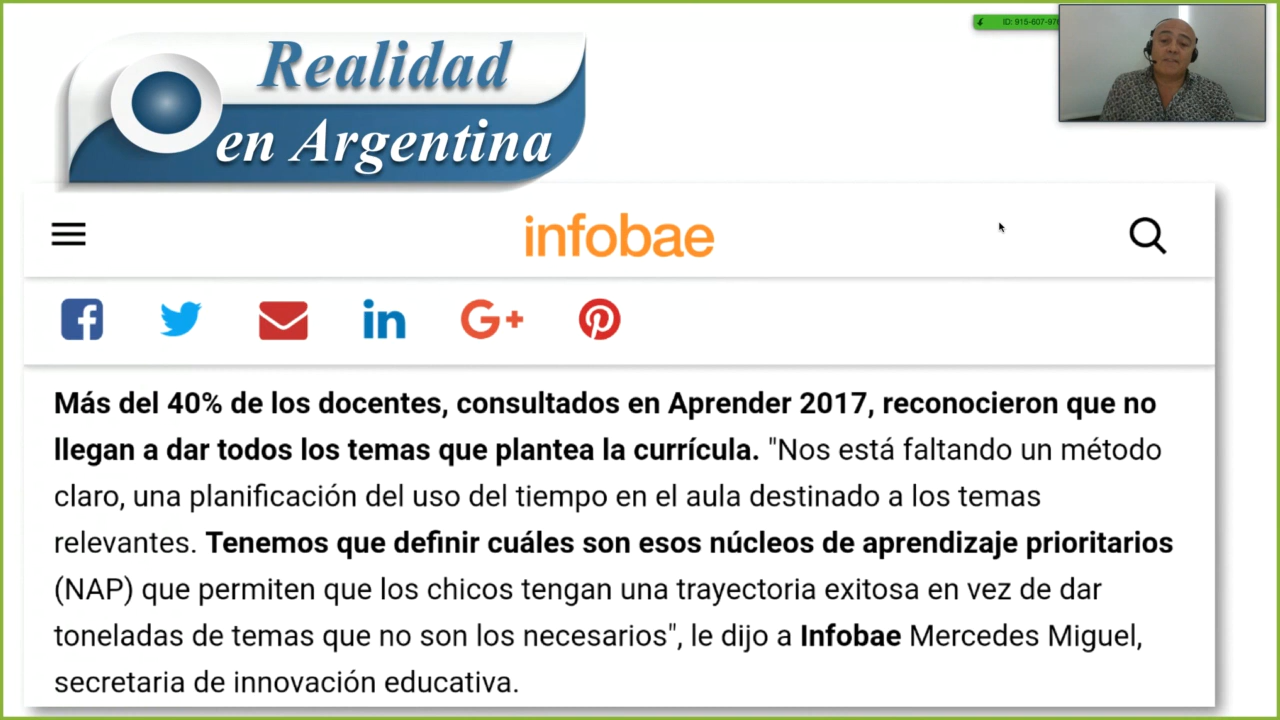 ID: 915-607-976
Realidad
en Argentina
infobae
Más del 40% de los docentes, consultados en Aprender 2017, reconocieron que no
llegan a dar todos los temas que plantea la currícula. "Nos está faltando un método
claro, una planificación del uso del tiempo en el aula destinado a los temas
relevantes. Tenemos que definir cuáles son esos núcleos de aprendizaje prioritarios
(NAP) que permiten que los chicos tengan una trayectoria exitosa en vez de dar
toneladas de temas que no son los necesarios", le dijo a Infobae Mercedes Miguel,
secretaria de innovación educativa.